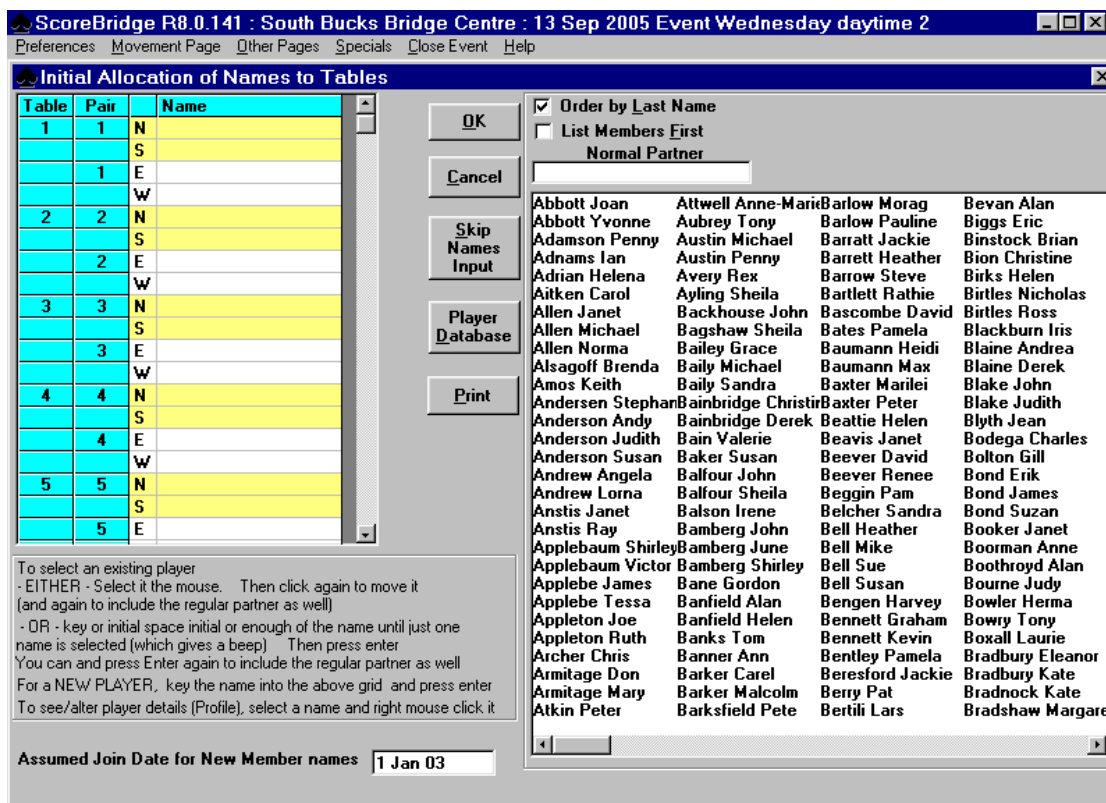 ScoreBridge R8.0.141 : South Bucks Bridge Centre : 13 Sep 2005 Event Wednesday daytime 2
Preferences Movement Page Other Pages Specials Close Event Help
Initial Allocation of Names to Tables
Table Pair Name
1 1 N
S
1 E
W
2 2 N
S
2 E
W
3 3 N
S
3 E
W
4 4 N
S
4 E
W
5 5 N
S
5 E
OK
Cancel
Skip
Names
Input
Player
Database
Print
Order by Last Name
List Members First
Normal Partner
Abbott Joan Attwell Anne-Marie Barlow Morag Bevan Alan
Abbott Yvonne Aubrey Tony Barlow Pauline Biggs Eric
Adamson Penny Austin Michael Barratt Jackie Binstock Brian
Adnams Ian Austin Penny Barrett Heather Bion Christine
Adrian Helena Avery Rex Barrow Steve Birks Helen
Aitken Carol Ayling Sheila Bartlett Rathie Birtles Nicholas
Allen Janet Backhouse John Bascombe David Birtles Ross
Allen Michael Bagshaw Sheila Bates Pamela Blackburn Iris
Allen Norma Bailey Grace Baumann Heidi Blaine Andrea
Alsagoff Brenda Baily Michael Baumann Max Blaine Derek
Amos Keith Baily Sandra Baxter Marilei Blake John
Andersen Stephan Bainbridge Christin Baxter Peter Blake Judith
Anderson Andy Bainbridge Derek Beattie Helen Blyth Jean
Anderson Judith Bain Valerie Beavis Janet Bodega Charles
Anderson Susan Baker Susan Beever David Bolton Gill
Andrew Angela Balfour John Beever Renee Bond Erik
Andrew Lorna Balfour Sheila Beggin Pam Bond James
Anstis Janet Balson Irene Belcher Sandra Bond Suzan
Anstis Ray Bamberg John Bell Heather Booker Janet
Applebaum Shirley Bamberg June Bell Mike Boorman Anne
Applebaum Victor Bamberg Shirley Bell Sue Boothroyd Alan
Applebe James Bane Gordon Bell Susan Bourne Judy
Applebe Tessa Banfield Alan Bengen Harvey Bowler Herma
Appleton Joe Banfield Helen Bennett Graham Bowry Tony
Appleton Ruth Banks Tom Bennett Kevin Boxall Laurie
Archer Chris Banner Ann Bentley Pamela Bradbury Eleanor
Armitage Don Barker Carel Beresford Jackie Bradbury Kate
Armitage Mary Barker Malcolm Berry Pat Bradnock Kate
Atkin Peter Barksfield Pete Bertili Lars Bradshaw Margare
To select an existing player
- EITHER - Select it the mouse. Then click again to move it
(and again to include the regular partner as well)
- OR - key or initial space initial or enough of the name until just one
name is selected (which gives a beep) Then press enter
You can and press Enter again to include the regular partner as well
For a NEW PLAYER, key the name into the above grid and press enter
To see/alter player details (Profile), select a name and right mouse click it
Assumed Join Date for New Member names 1 Jan 03